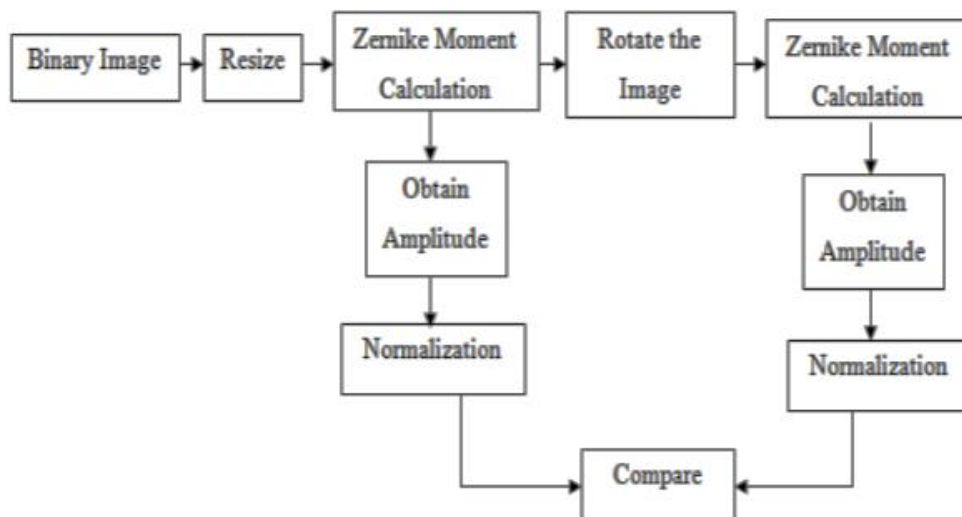 Binary Image
Resize
Zernike Moment
Calculation
Rotate the
Image
Zernike Moment
Calculation
Obtain
Amplitude
Obtain
Amplitude
Normalization
Normalization
Compare